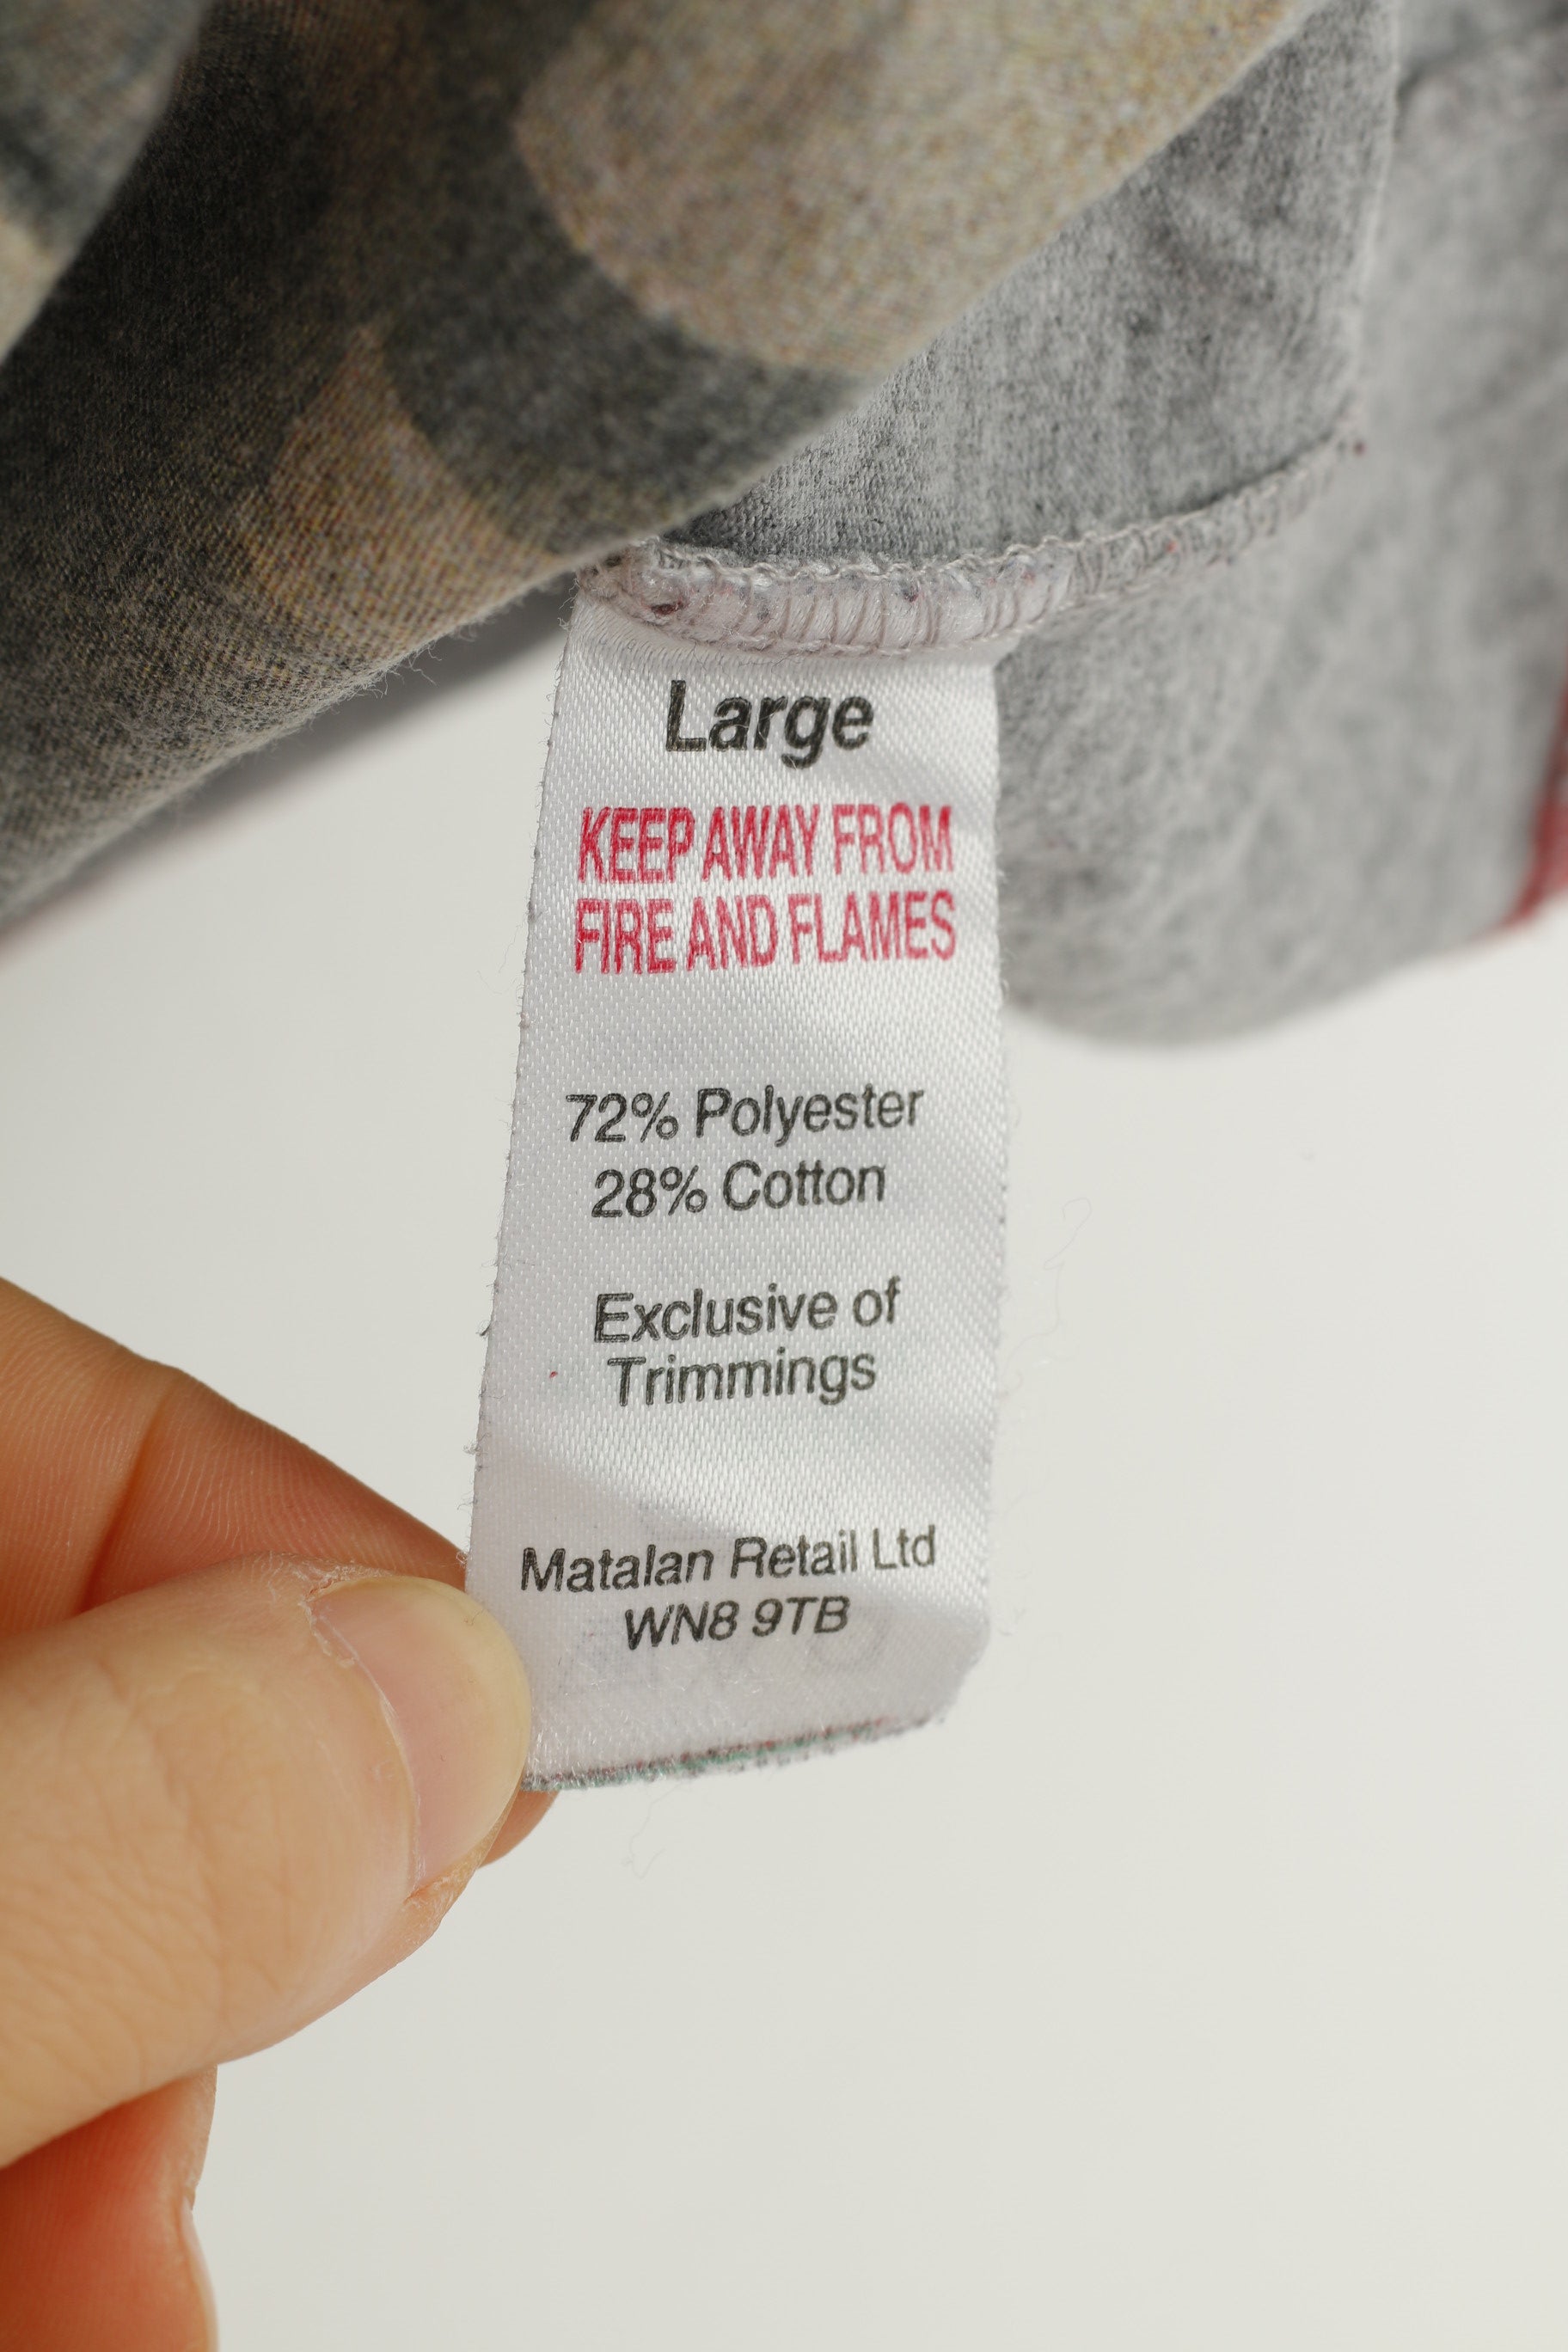 Large
KEEP AWAY FROM
FIRE AND FLAMES
72% Polyester
28% Cotton
Exclusive of
Trimmings
Matalan Retail Ltd
WN8 9TB